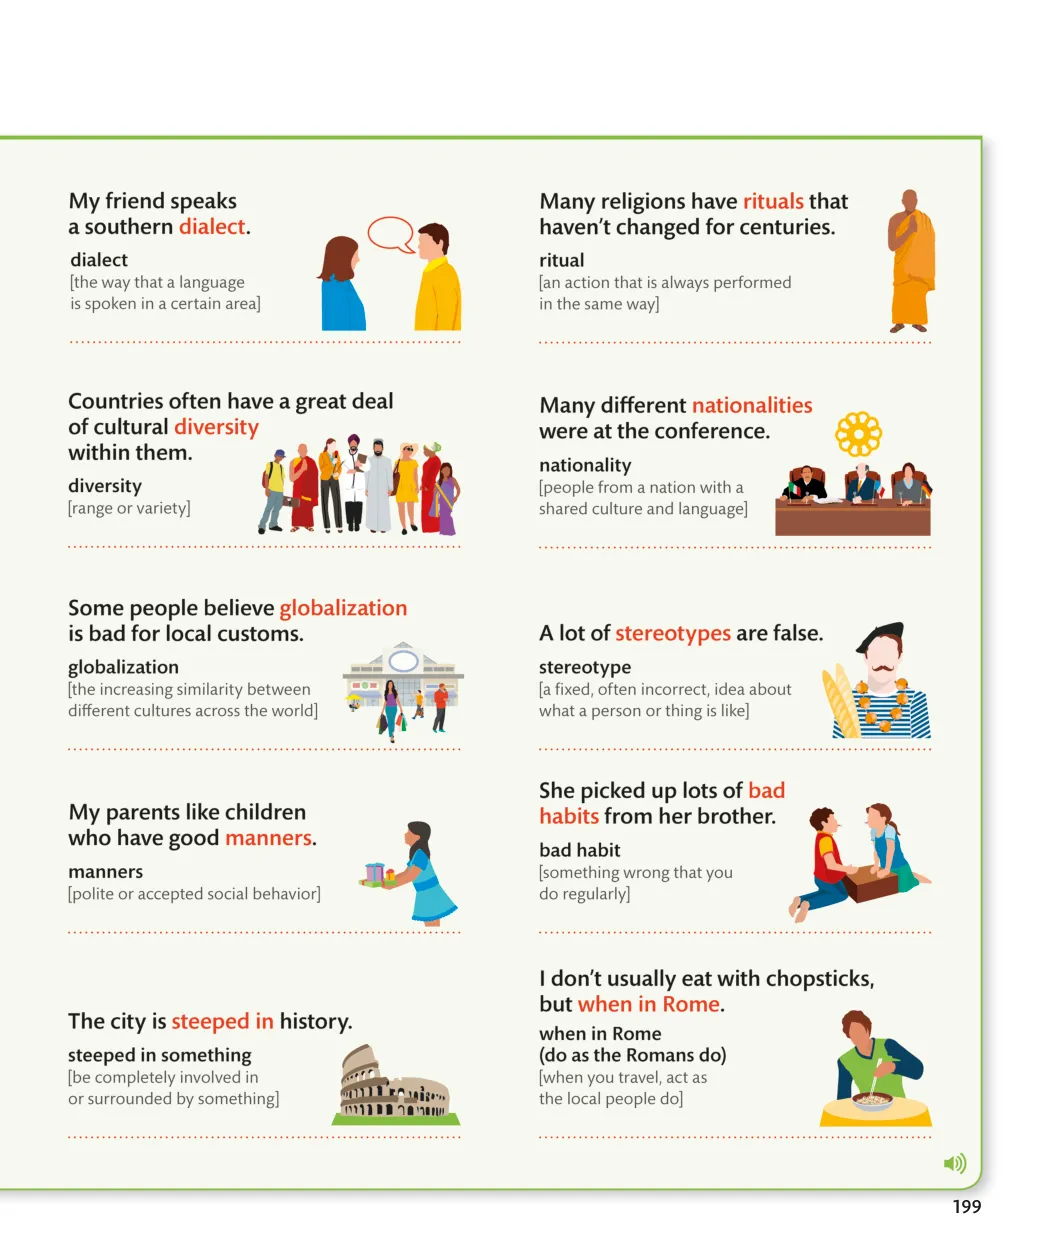 My friend speaks
a southern dialect.
dialect
[the way that a language
is spoken in a certain area]
Countries often have a great deal
of cultural diversity
within them.
diversity
[range or variety]
Some people believe globalization
is bad for local customs.
globalization
[the increasing similarity between
different cultures across the world]
My parents like children
who have good manners.
manners
[polite or accepted social behavior]
The city is steeped in history.
steeped in something
[be completely involved in
or surrounded by something]
Many religions have rituals that
haven’t changed for centuries.
ritual
[an action that is always performed
in the same way]
Many different nationalities
were at the conference.
nationality
[people from a nation with a
shared culture and language]
A lot of stereotypes are false.
stereotype
[a fixed, often incorrect, idea about
what a person or thing is like]
She picked up lots of bad
habits from her brother.
bad habit
[something wrong that you
do regularly]
I don’t usually eat with chopsticks,
but when in Rome.
when in Rome
(do as the Romans do)
[when you travel, act as
the local people do]
199